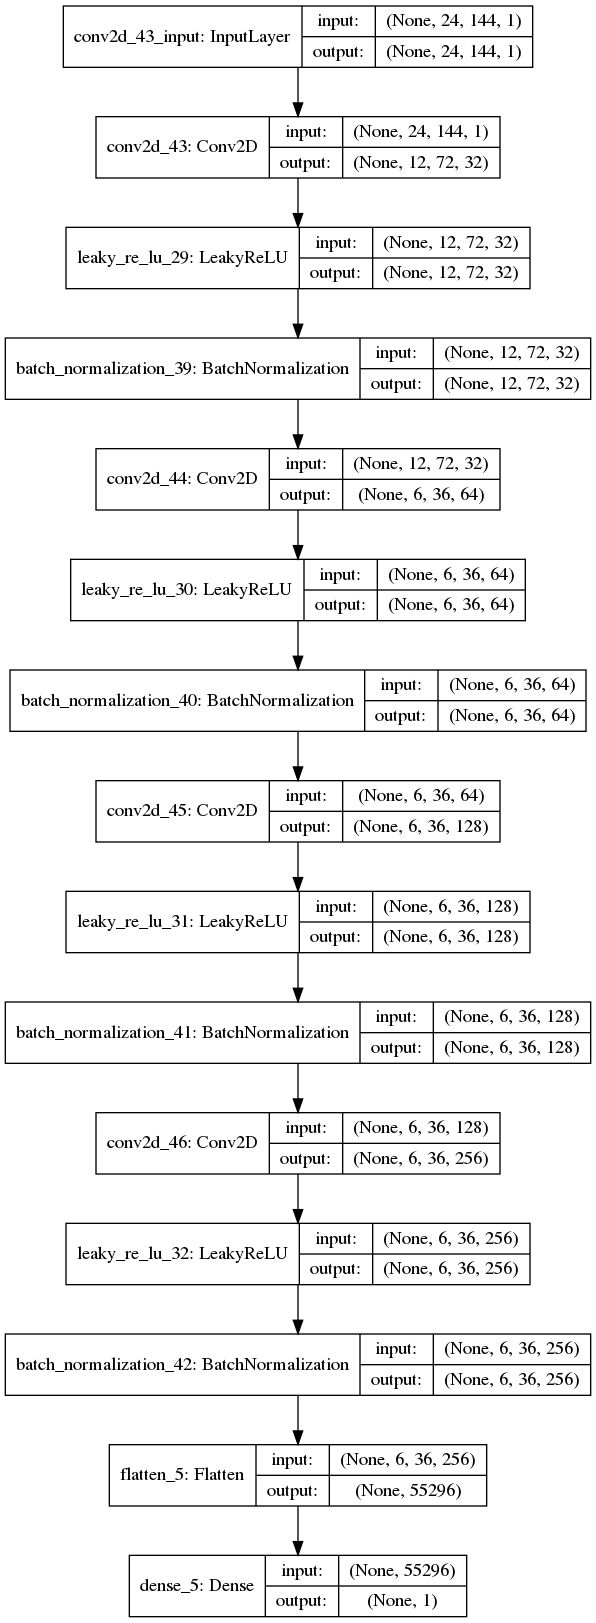 conv2d_43_input: InputLayer
input: (None, 24, 144, 1)
output: (None, 24, 144, 1)
conv2d_43: Conv2D
input: (None, 24, 144, 1)
output: (None, 12, 72, 32)
leaky_re_lu_29: LeakyReLU
input: (None, 12, 72, 32)
output: (None, 12, 72, 32)
batch_normalization_39: BatchNormalization
input: (None, 12, 72, 32)
output: (None, 12, 72, 32)
conv2d_44: Conv2D
input: (None, 12, 72, 32)
output: (None, 6, 36, 64)
leaky_re_lu_30: LeakyReLU
input: (None, 6, 36, 64)
output: (None, 6, 36, 64)
batch_normalization_40: BatchNormalization
input: (None, 6, 36, 64)
output: (None, 6, 36, 64)
conv2d_45: Conv2D
input: (None, 6, 36, 64)
output: (None, 6, 36, 128)
leaky_re_lu_31: LeakyReLU
input: (None, 6, 36, 128)
output: (None, 6, 36, 128)
batch_normalization_41: BatchNormalization
input: (None, 6, 36, 128)
output: (None, 6, 36, 128)
conv2d_46: Conv2D
input: (None, 6, 36, 128)
output: (None, 6, 36, 256)
leaky_re_lu_32: LeakyReLU
input: (None, 6, 36, 256)
output: (None, 6, 36, 256)
batch_normalization_42: BatchNormalization
input: (None, 6, 36, 256)
output: (None, 6, 36, 256)
flatten_5: Flatten
input: (None, 6, 36, 256)
output: (None, 55296)
dense_5: Dense
input: (None, 55296)
output: (None, 1)